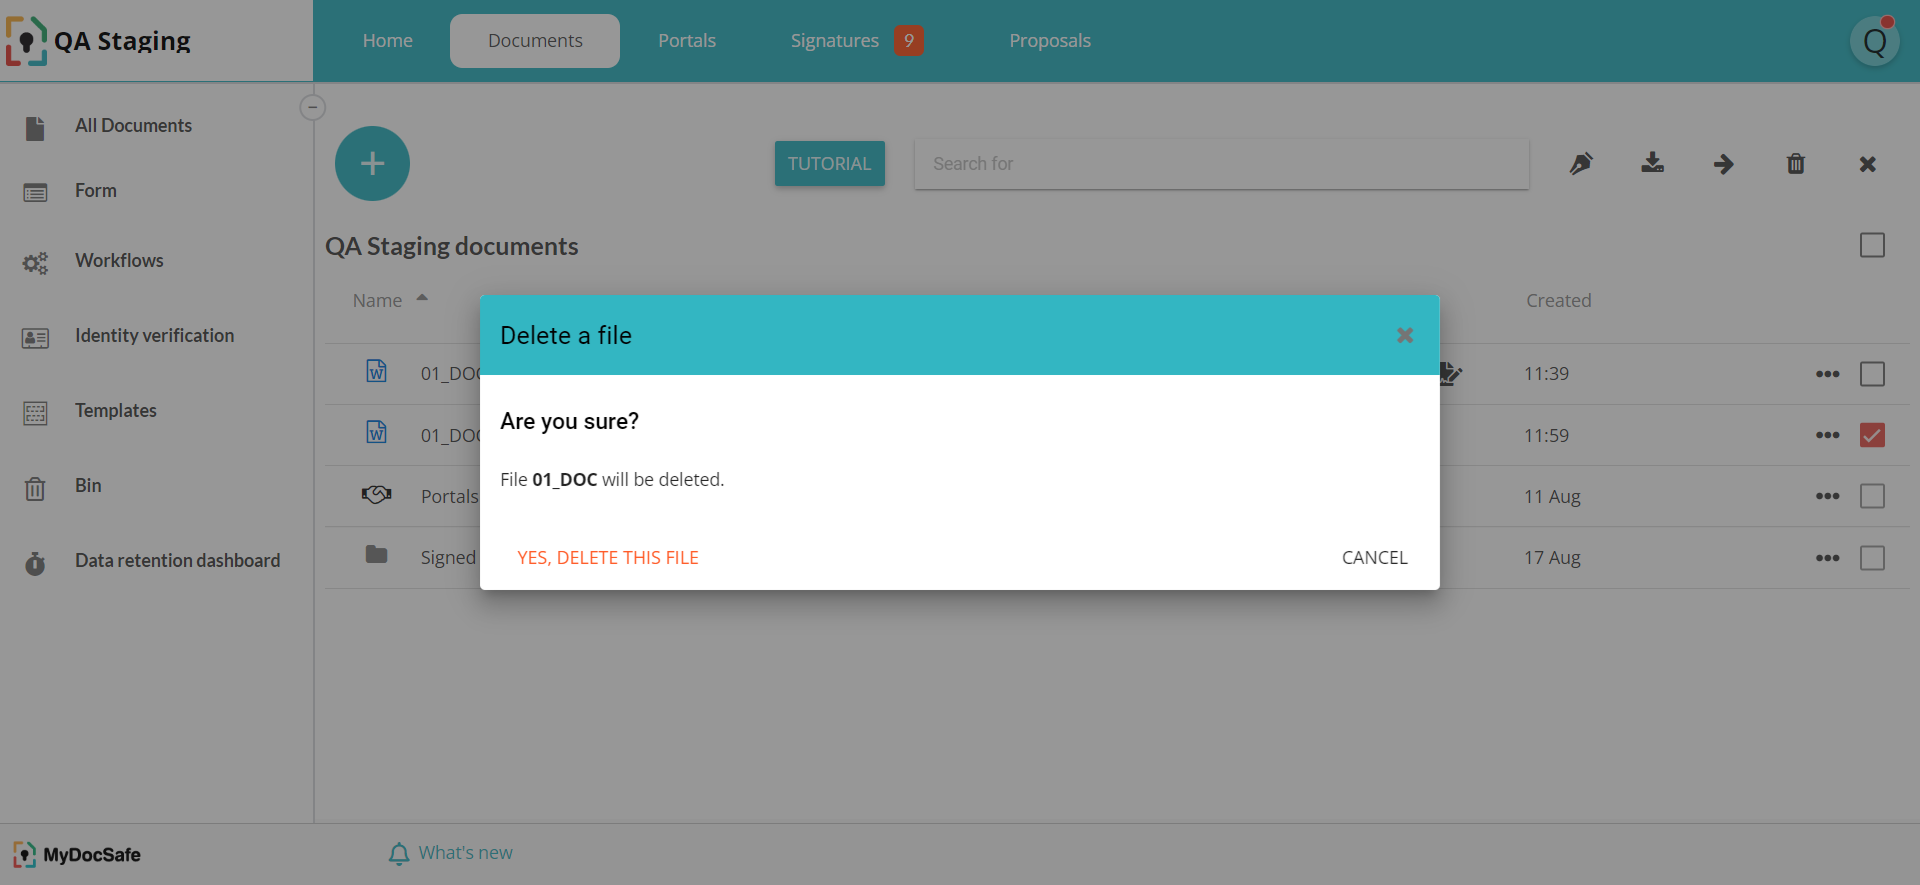 QA Staging
Home
Documents
Portals
Signatures 9
Proposals
Q
All Documents
Form
Workflows
Identity verification
Templates
Bin
Data retention dashboard
TUTORIAL
Search for
QA Staging documents
Name
Created
01_DOC
11:39
01_DOC
11:59
Portals
11 Aug
Signed
17 Aug
Delete a file
Are you sure?
File 01_DOC will be deleted.
YES, DELETE THIS FILE
CANCEL
MyDocSafe
What's new